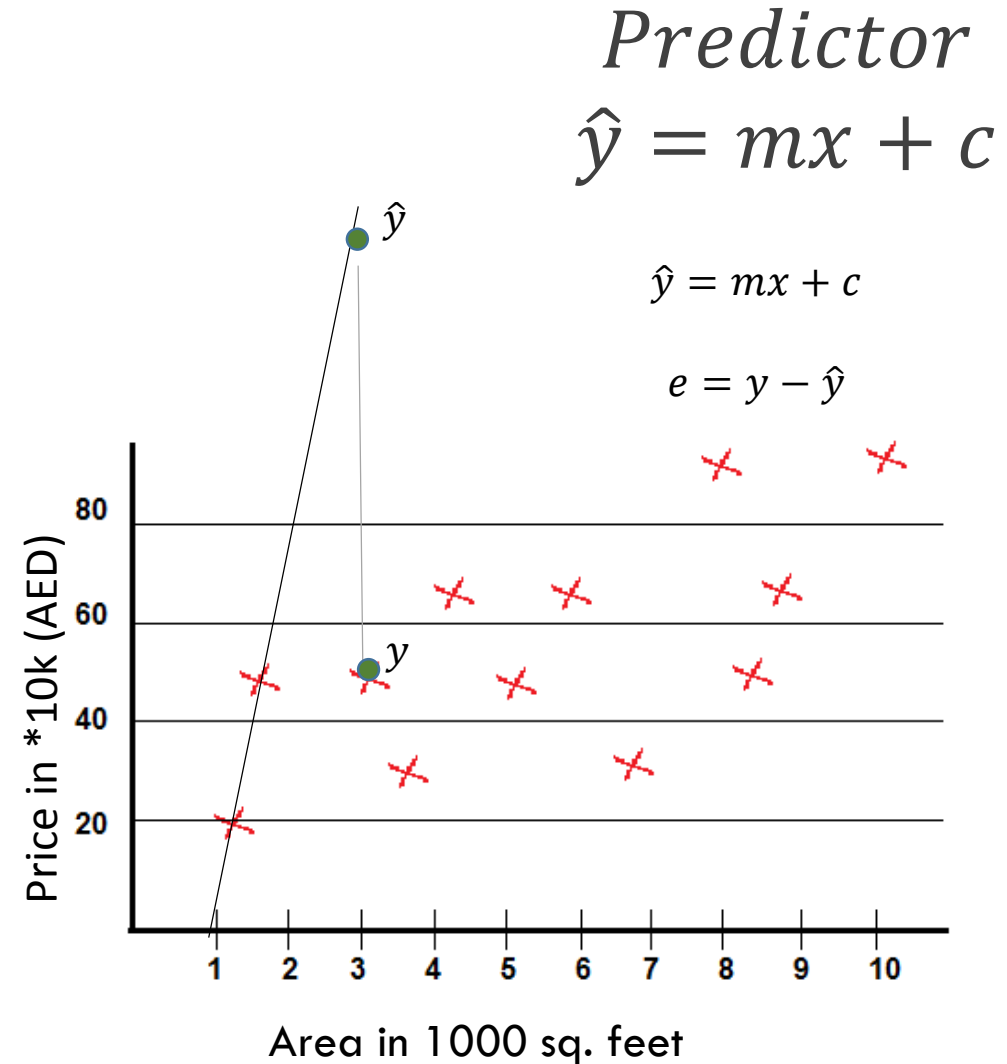 Predictor
ŷ = mx + c
ŷ
ŷ = mx + c
e = y − ŷ
80
60
y
40
20
Price in *10k (AED)
1 2 3 4 5 6 7 8 9 10
Area in 1000 sq. feet